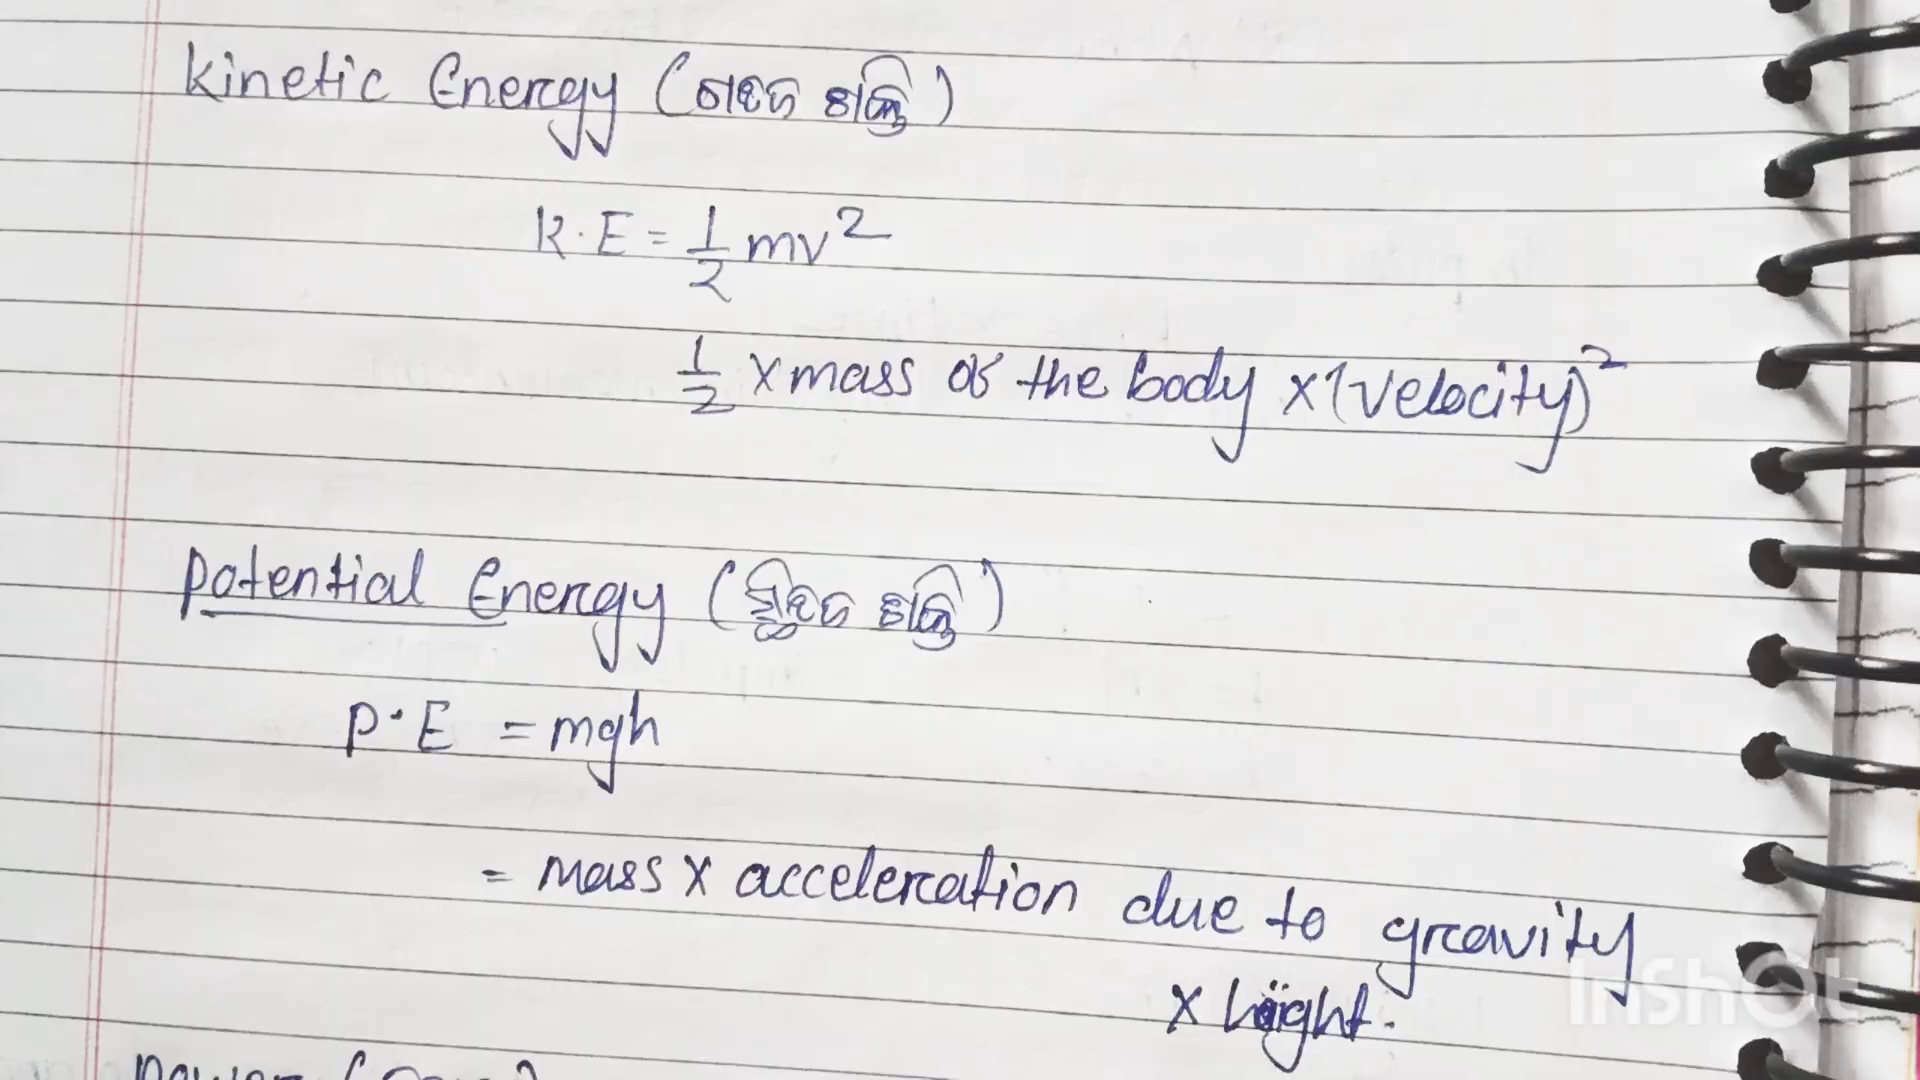 Kinetic Energy (ଗତିଜ ଶକ୍ତି)
K.E = 1/2 mv²
1/2 x mass of the body x (velocity)²
Potential Energy (ସ୍ଥିତିଜ ଶକ୍ତି)
P.E = mgh
= mass x acceleration due to gravity
x height.
InShot
power (